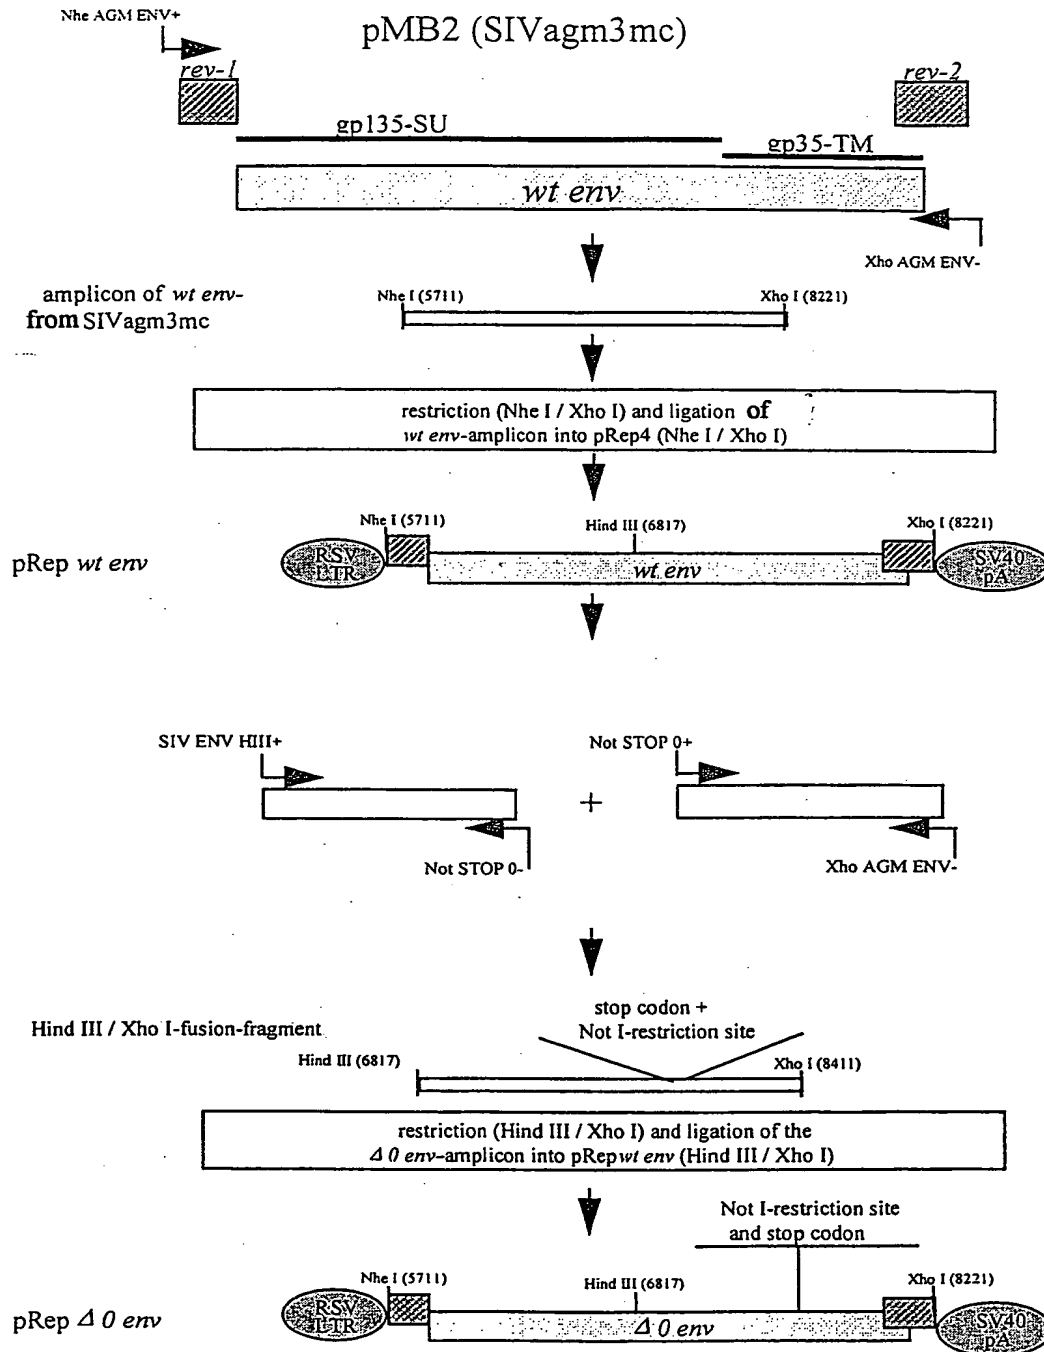 Nhe AGM ENV+
pMB2 (SIVagm3mc)
rev-1
rev-2
gp135-SU
gp35-TM
wt env
Xho AGM ENV-
amplicon of wt env-
from SIVagm3mc
Nhe I (5711)
Xho I (8221)
restriction (Nhe I / Xho I) and ligation of
wt env-amplicon into pRep4 (Nhe I / Xho I)
Nhe I (5711)
Hind III (6817)
Xho I (8221)
pRep wt env
RSV
LTR
wt env
SV40
pA
SIV ENV HIII+
Not STOP 0+
+
Not STOP 0-
Xho AGM ENV-
stop codon +
Not I-restriction site
Hind III / Xho I-fusion-fragment
Hind III (6817)
Xho I (8411)
restriction (Hind III / Xho I) and ligation of the
Δ 0 env-amplicon into pRep wt env (Hind III / Xho I)
Not I-restriction site
and stop codon
Nhe I (5711)
Hind III (6817)
Xho I (8221)
pRep Δ 0 env
RSV
LTR
Δ 0 env
SV40
pA